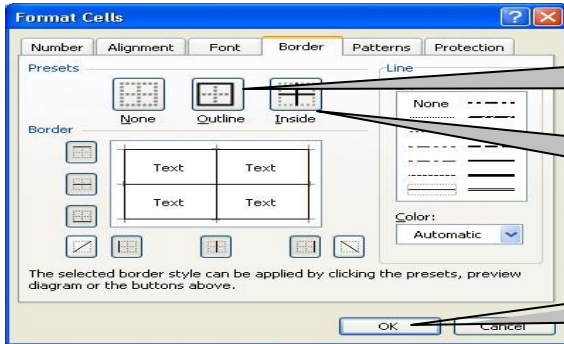 Format Cells
Number Alignment Font Border Patterns Protection
Presets
Line
None Outline Inside
None
Border
Text Text
Text Text
Color:
Automatic
The selected border style can be applied by clicking the presets, preview
diagram or the buttons above.
OK Cancel